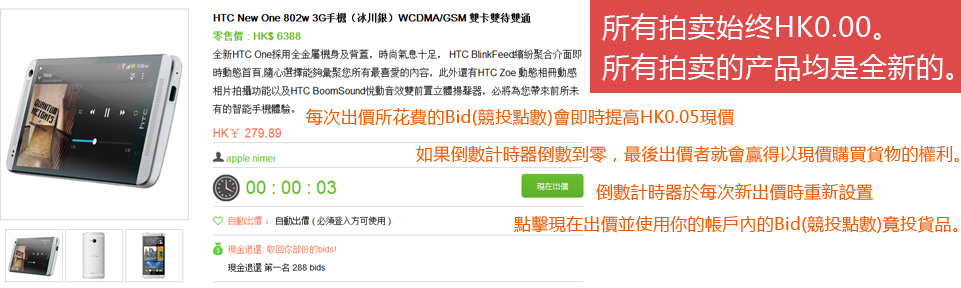 HTC New One 802w 3G手機（冰川銀）WCDMA/GSM 雙卡雙待雙通
零售價 : HK$ 6388
全新HTC One採用全金屬機身及背蓋，時尚氣息十足， HTC BlinkFeed繽紛聚合介面即
時動態首頁,隨心選擇能夠彙聚您所有最喜愛的內容，此外還有HTC Zoe 動態相冊動感
相片拍攝功能以及HTC BoomSound悅動音效雙前置立體揚聲器，必將為您帶來前所未
有的智能手機體驗。
HK￥ 279.89
apple nimei
00 : 00 : 03
現在出價
自動出價： 自動出價 ( 必須登入方可使用 )
現金退還: 取回你部份的bids!
現金退還 第一名 288 bids
所有拍卖始终HK0.00。
所有拍卖的产品均是全新的。
每次出價所花費的Bid(競投點數)會即時提高HK0.05現價
如果倒數計時器倒數到零，最後出價者就會贏得以現價購買貨物的權利。
倒數計時器於每次新出價時重新設置
點擊現在出價並使用你的帳戶內的Bid(競投點數)竟投貨品。
QUANTUM
HEIGHTS
hTC